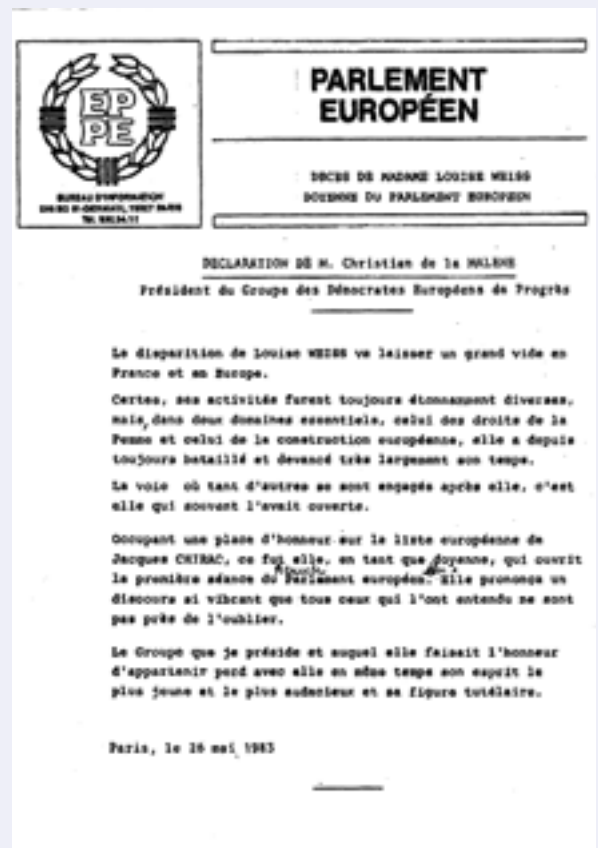 EP
PE
BUREAU D'INFORMATION
PARIS
PARLEMENT
EUROPÉEN
DECES DE MADAME LOUISE WEISS
DOYENNE DU PARLEMENT EUROPEEN
DECLARATION DE M. Christian de la MALENE
Président du Groupe des Démocrates Européens de Progrès
La disparition de Louise WEISS va laisser un grand vide en
France et en Europe.
Certes, ses activités furent toujours étonnamment diverses,
mais, dans deux domaines essentiels, celui des droits de la
Femme et celui de la construction européenne, elle a depuis
toujours bataillé et devancé très largement son temps.
La voie où tant d'autres se sont engagés après elle, c'est
elle qui souvent l'avait ouverte.
Occupant une place d'honneur sur la liste européenne de
Jacques CHIRAC, ce fut elle, en tant que doyenne, qui ouvrit
la première séance du Parlement européen. Elle prononça un
discours si vibrant que tous ceux qui l'ont entendu ne sont
pas près de l'oublier.
Le Groupe que je préside et auquel elle faisait l'honneur
d'appartenir perd avec elle en même temps son esprit le
plus jeune et le plus audacieux et sa figure tutélaire.
Paris, le 26 mai 1983